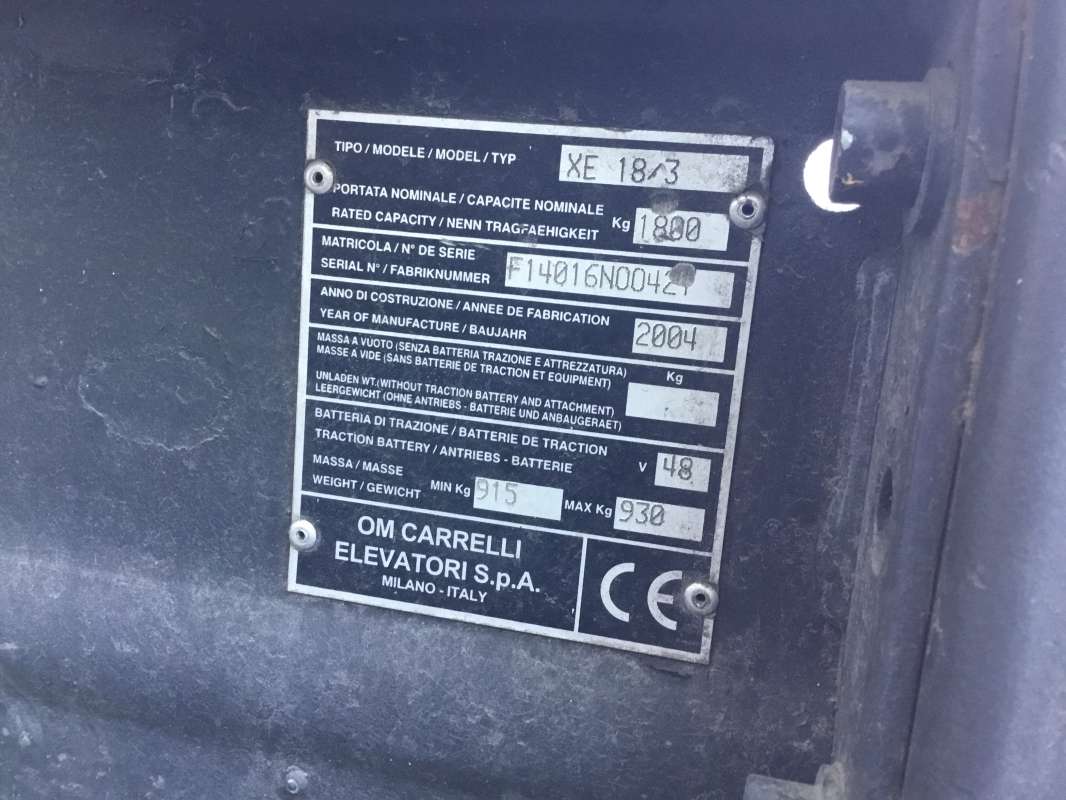 TIPO / MODELE / MODEL / TYP XE 18/3
PORTATA NOMINALE / CAPACITE NOMINALE
RATED CAPACITY / NENN TRAGFAEHIGKEIT Kg 1800
MATRICOLA / N° DE SERIE
SERIAL N° / FABRIKNUMMER
ANNO DI COSTRUZIONE / ANNEE DE FABRICATION
YEAR OF MANUFACTURE / BAUJAHR 2004
MASSA A VUOTO (SENZA BATTERIA TRAZIONE E ATTREZZATURA)
MASSE A VIDE (SANS BATTERIE DE TRACTION ET EQUIPMENT) Kg
UNLADEN WT.(WITHOUT TRACTION BATTERY AND ATTACHMENT)
LEERGEWICHT (OHNE ANTRIEBS - BATTERIE UND ANBAUGERAET)
BATTERIA DI TRAZIONE / BATTERIE DE TRACTION
TRACTION BATTERY / ANTRIEBS - BATTERIE V 48
MASSA / MASSE
WEIGHT / GEWICHT MIN Kg 915 MAX Kg 930
OM CARRELLI
ELEVATORI S.p.A.
MILANO - ITALY
CE